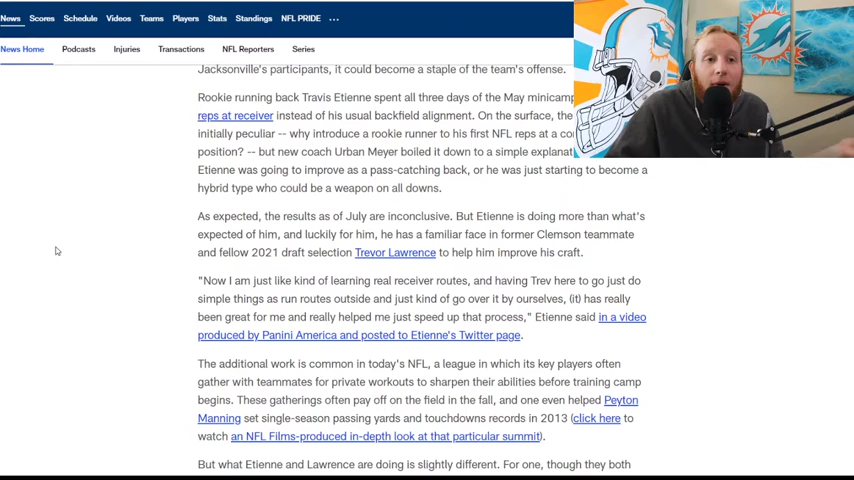 News Scores Schedule Videos Teams Players Stats Standings NFL PRIDE ...
News Home Podcasts Injuries Transactions NFL Reporters Series
Jacksonville's participants, it could become a staple of the team's offense.
Rookie running back Travis Etienne spent all three days of the May minicamp
reps at receiver instead of his usual backfield alignment. On the surface, the
initially peculiar -- why introduce a rookie runner to his first NFL reps at a
position? -- but new coach Urban Meyer boiled it down to a simple
Etienne was going to improve as a pass-catching back, or he was just starting to become a
hybrid type who could be a weapon on all downs.
As expected, the results as of July are inconclusive. But Etienne is doing more than what's
expected of him, and luckily for him, he has a familiar face in former Clemson teammate
and fellow 2021 draft selection Trevor Lawrence to help him improve his craft.
"Now I am just like kind of learning real receiver routes, and having Trev here to go just do
simple things as run routes outside and just kind of go over it by ourselves, (it) has really
been great for me and really helped me just speed up that process," Etienne said in a video
produced by Panini America and posted to Etienne's Twitter page.
The additional work is common in today's NFL, a league in which its key players often
gather with teammates for private workouts to sharpen their abilities before training camp
begins. These gatherings often pay off on the field in the fall, and one even helped Peyton
Manning set single-season passing yards and touchdowns records in 2013 (click here to
watch an NFL Films-produced in-depth look at that particular summit).
But what Etienne and Lawrence are doing is slightly different. For one, though they both